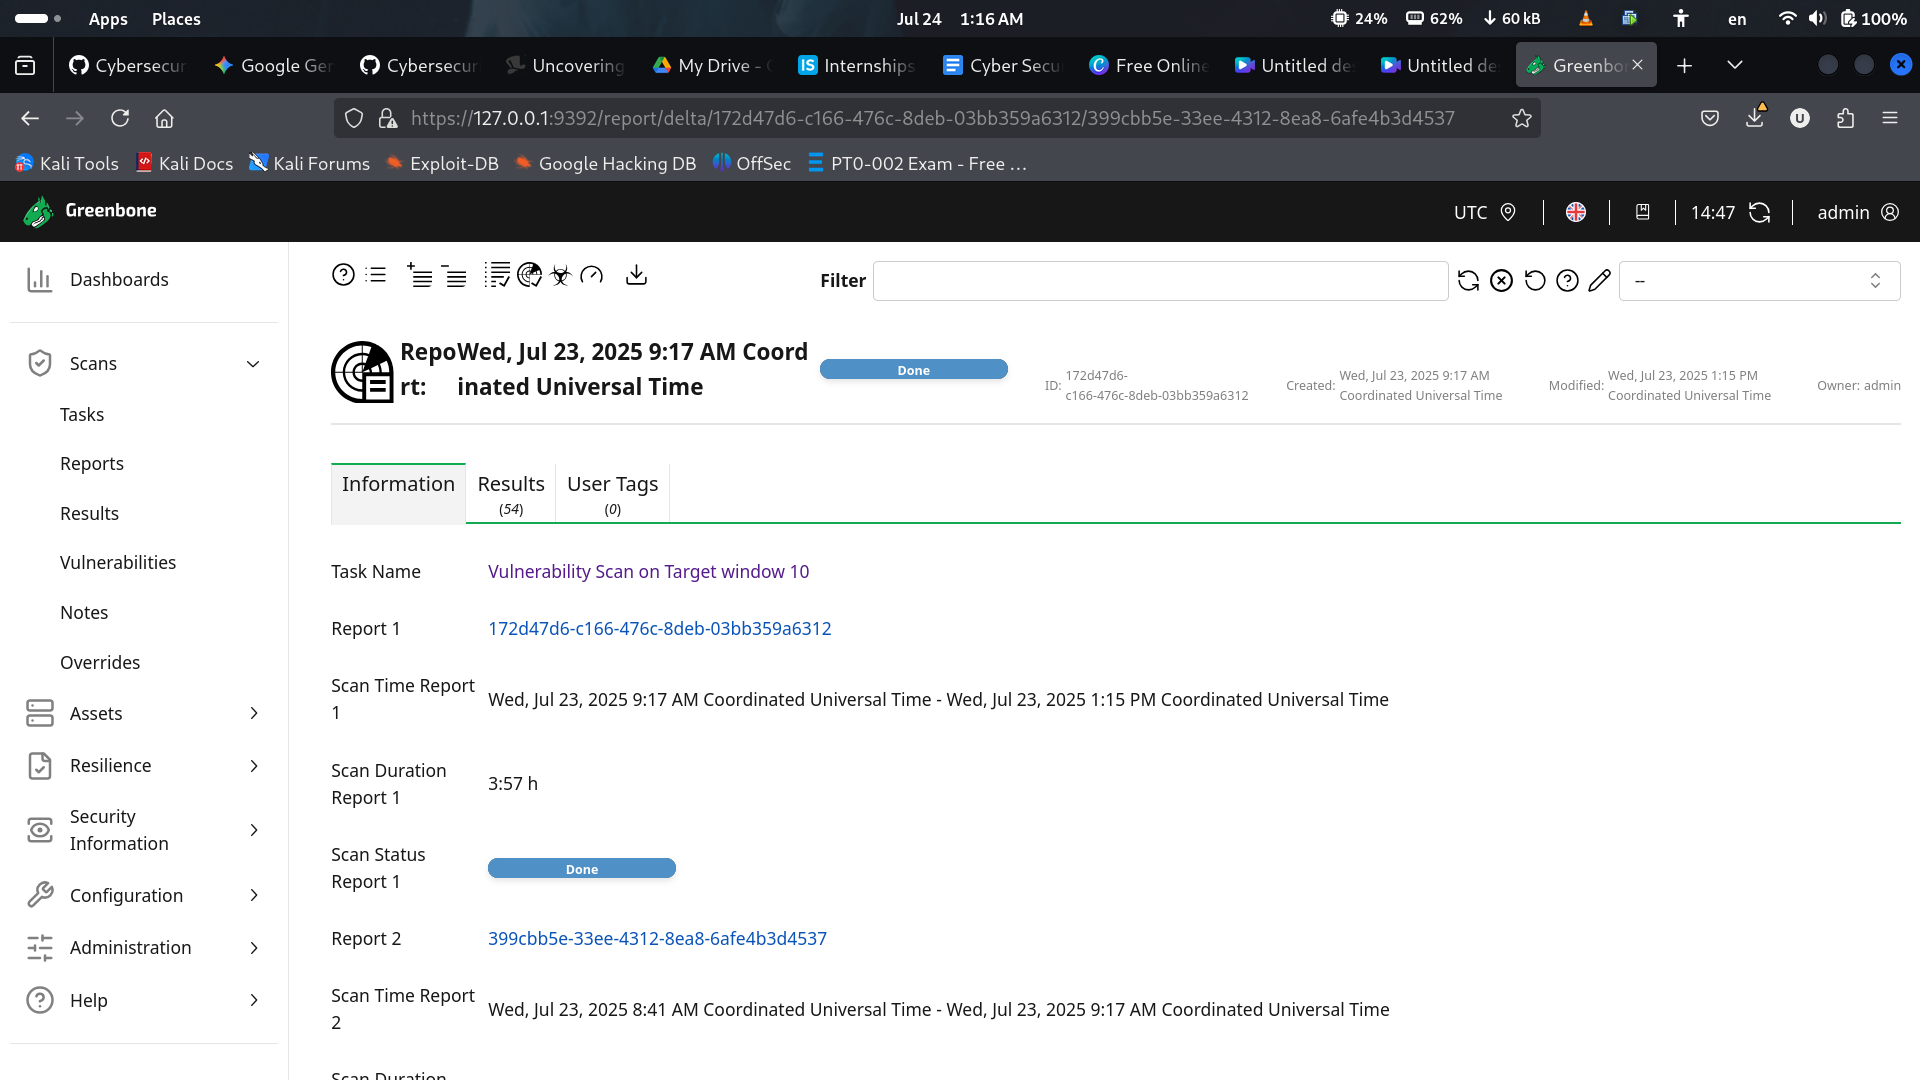 Apps Places Jul 24 1:16 AM 24% 62% 60 kB en 100%
Cybersecur Google Ger Cybersecur Uncovering My Drive - Internships Cyber Secu Free Online Untitled de Untitled de Greenbo
https://127.0.0.1:9392/report/delta/172d47d6-c166-476c-8deb-03bb359a6312/399cbb5e-33ee-4312-8ea8-6afe4b3d4537 U
Kali Tools Kali Docs Kali Forums Exploit-DB Google Hacking DB OffSec PT0-002 Exam - Free …
Greenbone UTC 14:47 admin
Dashboards
Scans
Tasks
Reports
Results
Vulnerabilities
Notes
Overrides
Assets
Resilience
Security
Information
Configuration
Administration
Help
Filter --
RepoWed, Jul 23, 2025 9:17 AM Coord
rt: inated Universal Time
Done
ID: 172d47d6-
c166-476c-8deb-03bb359a6312
Created: Wed, Jul 23, 2025 9:17 AM
Coordinated Universal Time
Modified: Wed, Jul 23, 2025 1:15 PM
Coordinated Universal Time
Owner: admin
Information Results User Tags
(54) (0)
Task Name Vulnerability Scan on Target window 10
Report 1 172d47d6-c166-476c-8deb-03bb359a6312
Scan Time Report
1
Wed, Jul 23, 2025 9:17 AM Coordinated Universal Time - Wed, Jul 23, 2025 1:15 PM Coordinated Universal Time
Scan Duration
Report 1
3:57 h
Scan Status
Report 1
Done
Report 2 399cbb5e-33ee-4312-8ea8-6afe4b3d4537
Scan Time Report
2
Wed, Jul 23, 2025 8:41 AM Coordinated Universal Time - Wed, Jul 23, 2025 9:17 AM Coordinated Universal Time
Scan Duration